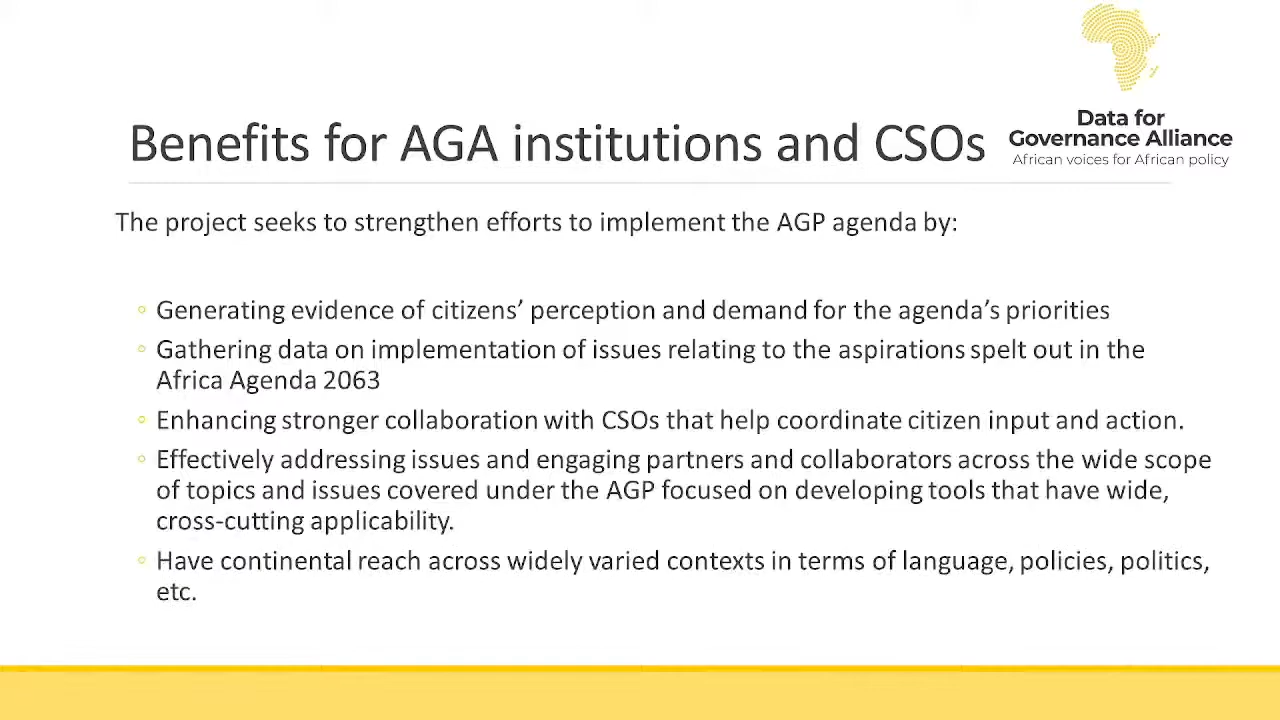 Data for
Governance Alliance
African voices for African policy
Benefits for AGA institutions and CSOs
The project seeks to strengthen efforts to implement the AGP agenda by:
◦ Generating evidence of citizens’ perception and demand for the agenda’s priorities
◦ Gathering data on implementation of issues relating to the aspirations spelt out in the
Africa Agenda 2063
◦ Enhancing stronger collaboration with CSOs that help coordinate citizen input and action.
◦ Effectively addressing issues and engaging partners and collaborators across the wide scope
of topics and issues covered under the AGP focused on developing tools that have wide,
cross-cutting applicability.
◦ Have continental reach across widely varied contexts in terms of language, policies, politics,
etc.